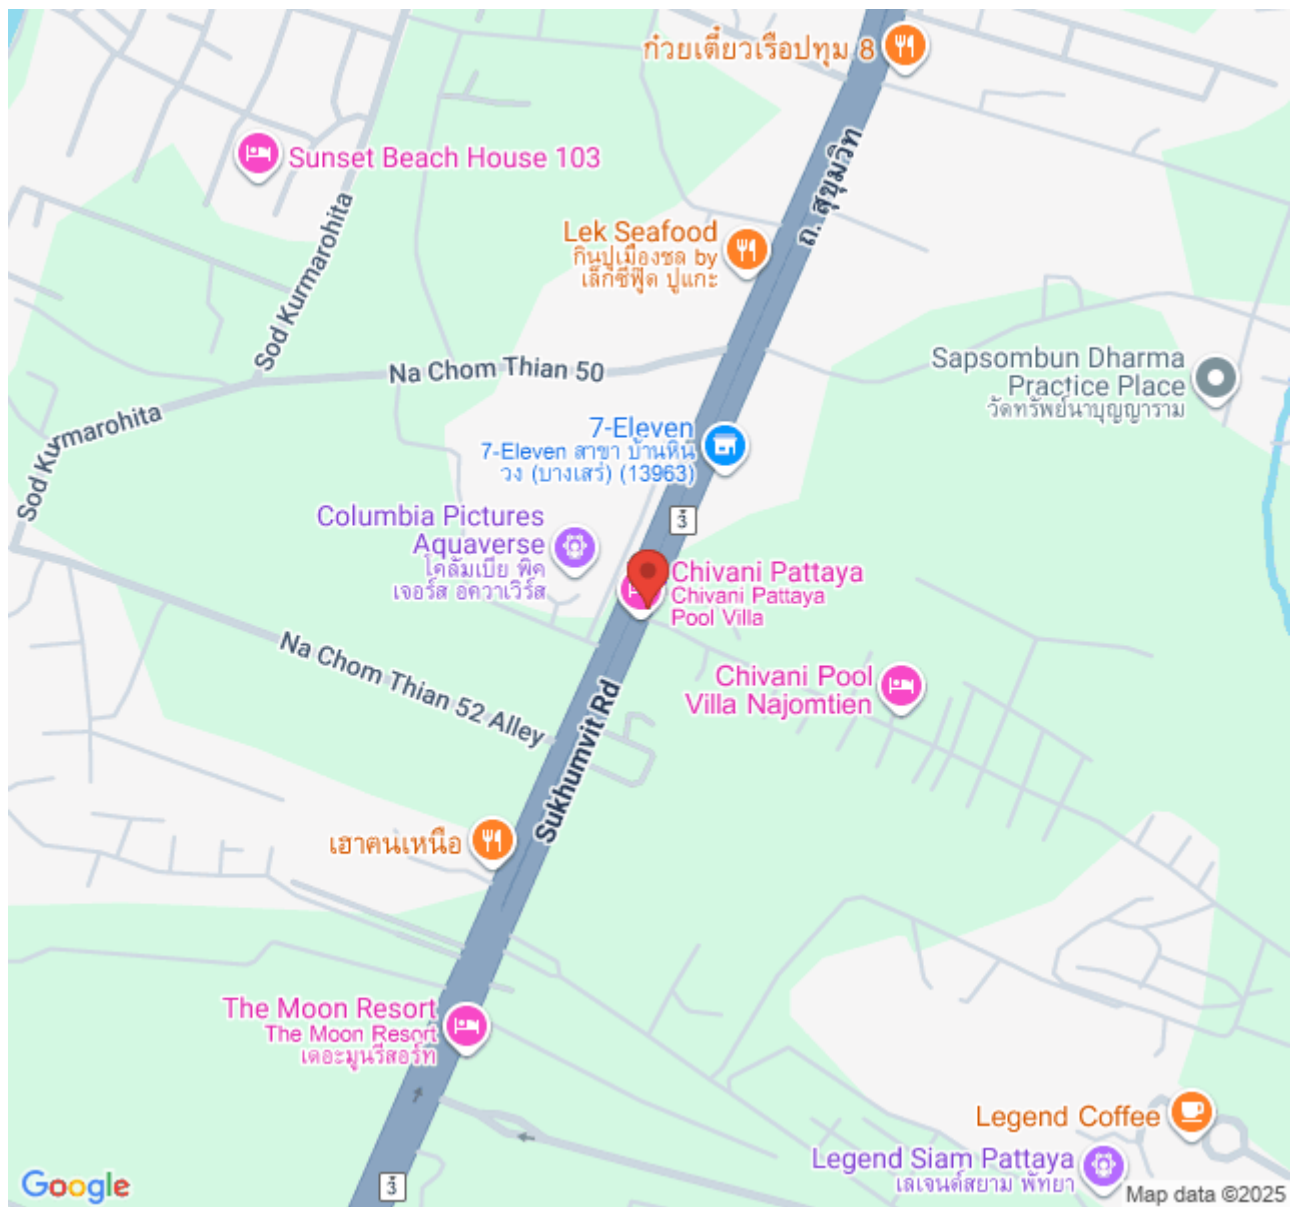 ก๋วยเตี๋ยวเรือปทุม 8
ถ. สุขุมวิท
Sunset Beach House 103
Sod Kurmarohita
Lek Seafood
กินปูเมืองชล by
เล็กซีฟู๊ด ปูแกะ
Na Chom Thian 50
Sapsombun Dharma
Practice Place
วัดทรัพย์นาบุญญาราม
Sod Kurmarohita
7-Eleven
7-Eleven สาขา บ้านหิน
วง (บางเสร่) (13963)
3
Columbia Pictures
Aquaverse
โคลัมเบีย พิค
เจอร์ส อควาเวิร์ส
Chivani Pattaya
Chivani Pattaya
Pool Villa
Na Chom Thian 52 Alley
Chivani Pool
Villa Najomtien
Sukhumvit Rd
เฮาคนเหนือ
The Moon Resort
The Moon Resort
เดอะมูนรีสอร์ท
Legend Coffee
Legend Siam Pattaya
เลเจนด์สยาม พัทยา
3
Google
Map data ©2025